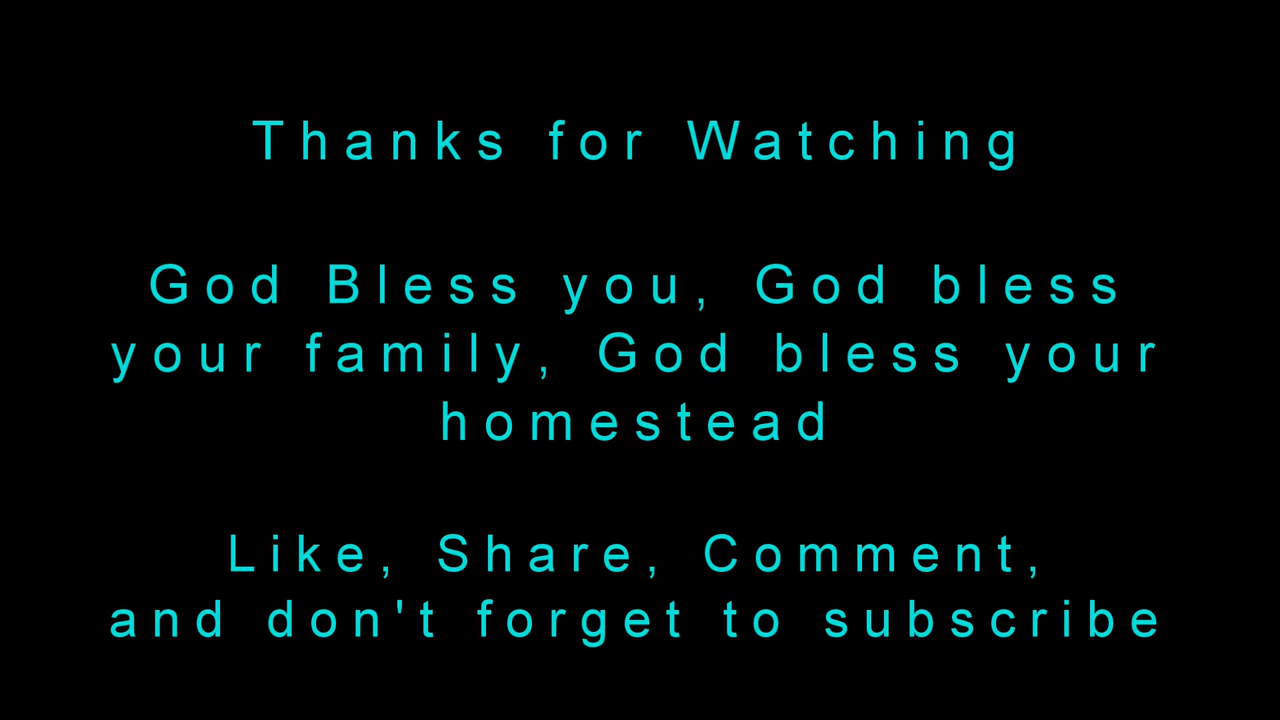 Thanks for Watching
God Bless you, God bless
your family, God bless your
homestead
Like, Share, Comment,
and don't forget to subscribe